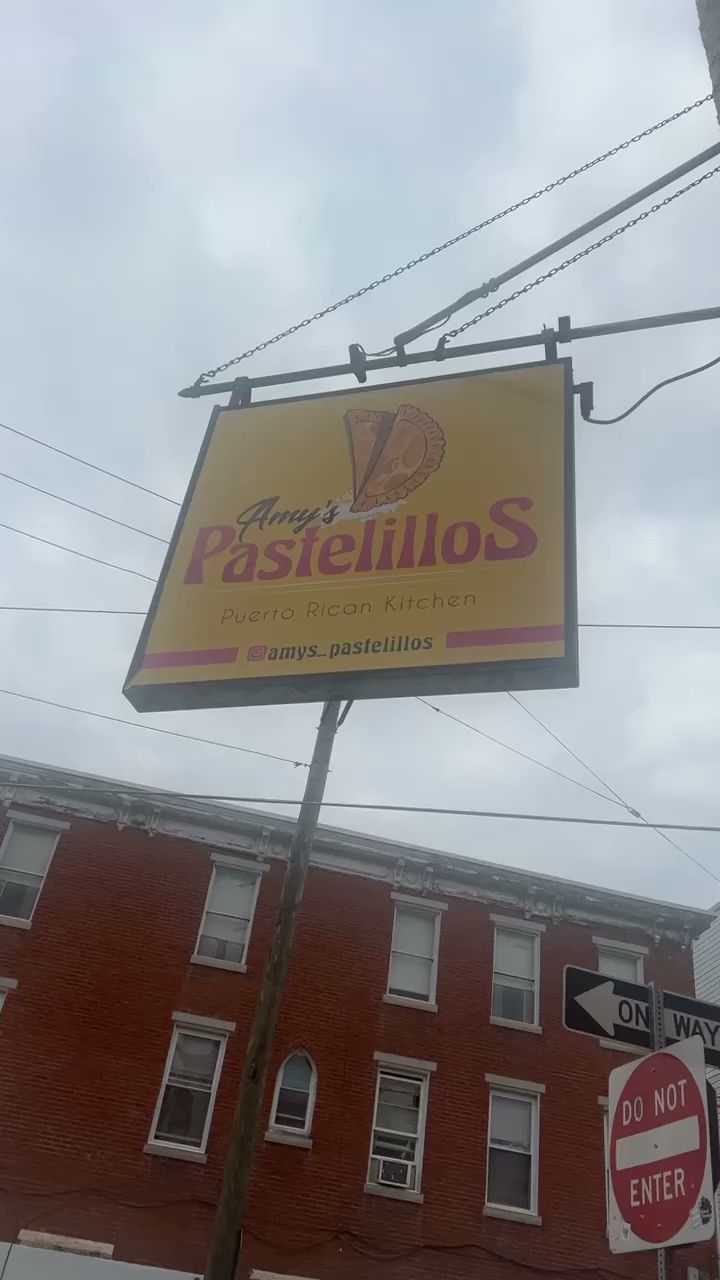 Amy's
Pastelillos
Puerto Rican Kitchen
amys_pastelillos
ONE WAY
DO NOT
ENTER